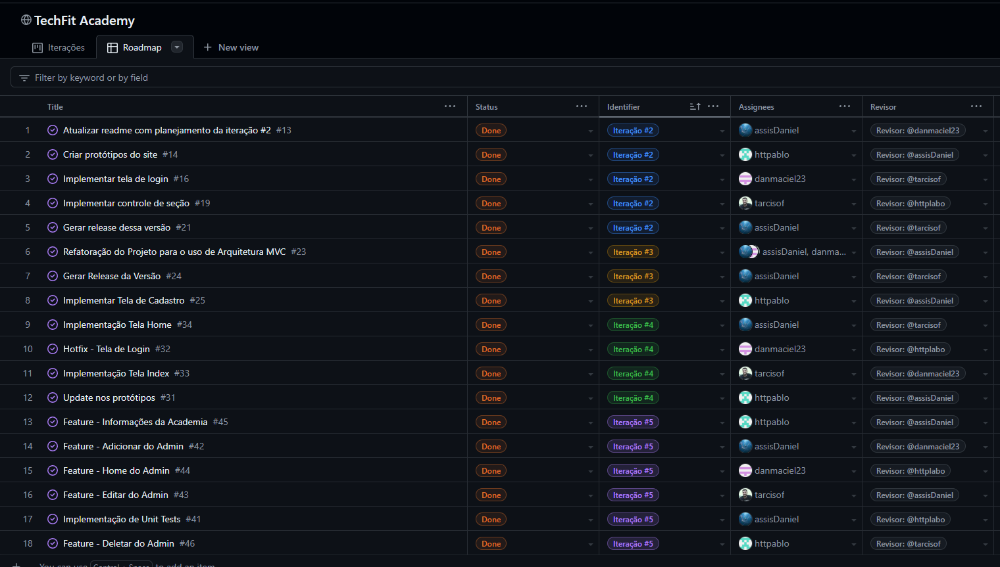 TechFit Academy
Iterações Roadmap New view
Filter by keyword or by field
Title Status Identifier Assignees Revisor
1 Atualizar readme com planejamento da iteração #2 #13 Done Iteração #2 assisDaniel Revisor: @danmaciel23
2 Criar protótipos do site #14 Done Iteração #2 httpablo Revisor: @assisDaniel
3 Implementar tela de login #16 Done Iteração #2 danmaciel23 Revisor: @tarcisof
4 Implementar controle de seção #19 Done Iteração #2 tarcisof Revisor: @httplabo
5 Gerar release dessa versão #21 Done Iteração #2 assisDaniel Revisor: @tarcisof
6 Refatoração do Projeto para o uso de Arquitetura MVC #23 Done Iteração #3 assisDaniel, danma... Revisor: @assisDaniel
7 Gerar Release da Versão #24 Done Iteração #3 assisDaniel Revisor: @tarcisof
8 Implementar Tela de Cadastro #25 Done Iteração #3 httpablo Revisor: @assisDaniel
9 Implementação Tela Home #34 Done Iteração #4 assisDaniel Revisor: @tarcisof
10 Hotfix - Tela de Login #32 Done Iteração #4 danmaciel23 Revisor: @httplabo
11 Implementação Tela Index #33 Done Iteração #4 tarcisof Revisor: @danmaciel23
12 Update nos protótipos #31 Done Iteração #4 httpablo Revisor: @assisDaniel
13 Feature - Informações da Academia #45 Done Iteração #5 httpablo Revisor: @assisDaniel
14 Feature - Adicionar do Admin #42 Done Iteração #5 assisDaniel Revisor: @danmaciel23
15 Feature - Home do Admin #44 Done Iteração #5 danmaciel23 Revisor: @httplabo
16 Feature - Editar do Admin #43 Done Iteração #5 tarcisof Revisor: @assisDaniel
17 Implementação de Unit Tests #41 Done Iteração #5 assisDaniel Revisor: @httplabo
18 Feature - Deletar do Admin #46 Done Iteração #5 httpablo Revisor: @tarcisof
You can use Control + Space to add an item